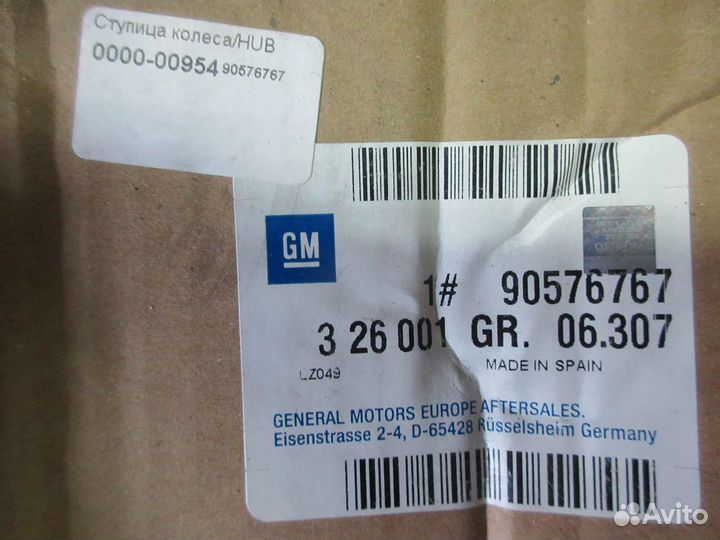 Ступица колеса/HUB
0000-00954 90576767
GM
1# 90576767
3 26 001 GR. 06.307
LZ049 MADE IN SPAIN
GENERAL MOTORS EUROPE AFTERSALES.
Eisenstrasse 2-4, D-65428 Rüsselsheim Germany
Avito